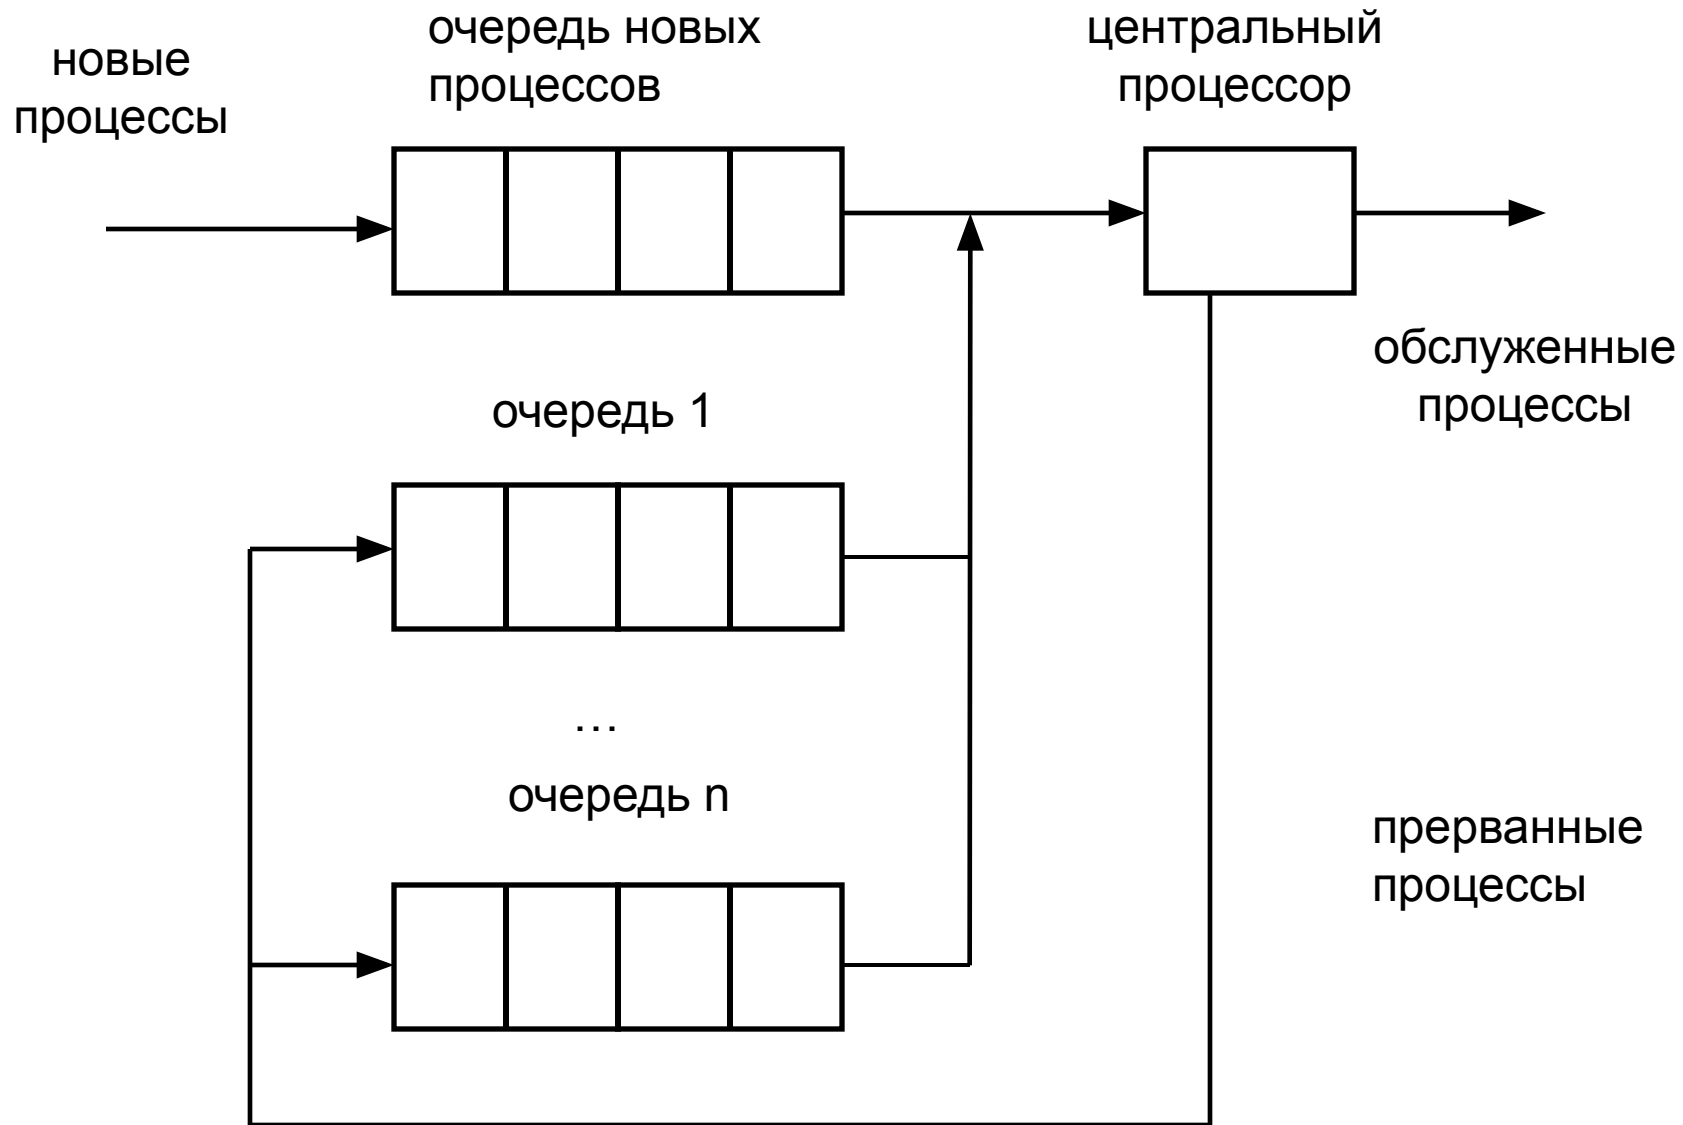 новые
процессы
очередь новых
процессов
центральный
процессор
обслуженные
процессы
очередь 1
…
очередь n
прерванные
процессы